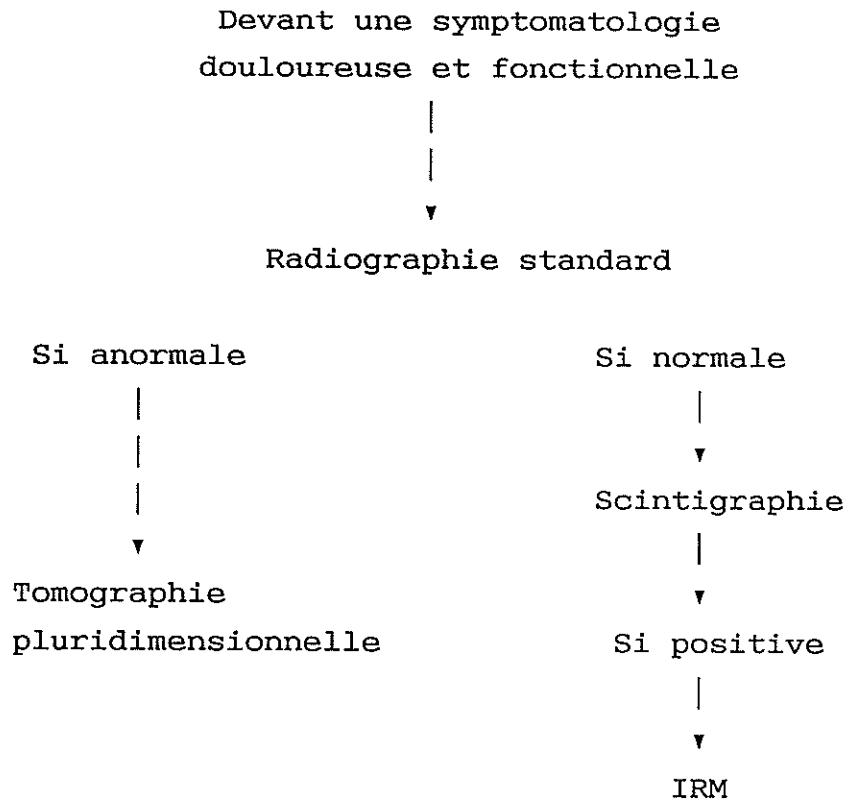 Devant une symptomatologie
douloureuse et fonctionnelle
Radiographie standard
Si anormale
Si normale
Scintigraphie
Tomographie
pluridimensionnelle
Si positive
IRM